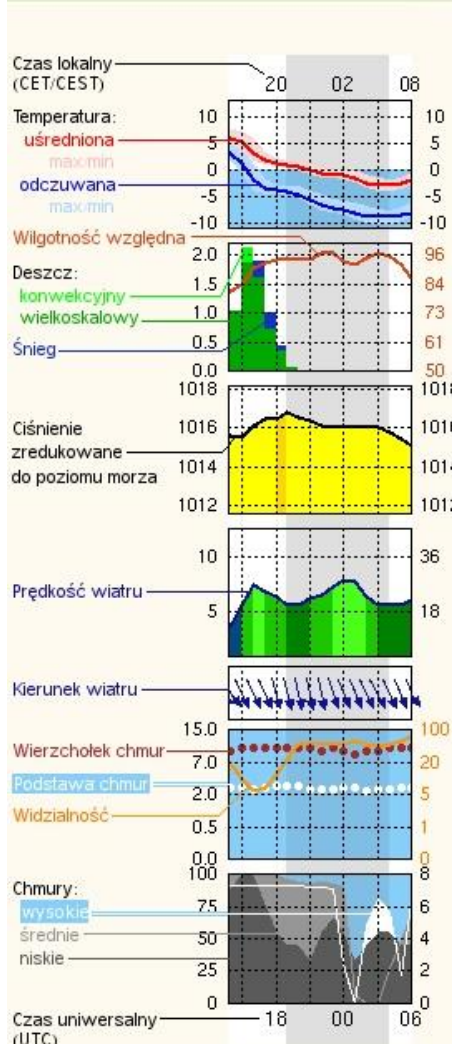 Czas lokalny
(CET/CEST)
20 02 08
Temperatura:
uśredniona
max/min
odczuwana
max/min
10 10
5 5
0 0
-5 -5
-10 -10
Wilgotność względna
Deszcz:
konwekcyjny
wielkoskalowy
Śnieg
2.0 96
1.5 84
1.0 73
0.5 61
0.0 50
Ciśnienie
zredukowane
do poziomu morza
1018 1018
1016 1016
1014 1014
1012 1012
Prędkość wiatru
10 36
5 18
Kierunek wiatru
Wierzchołek chmur
Podstawa chmur
Widzialność
15.0 100
7.0 20
2.0 5
0.5 1
0.0 0
Chmury:
wysokie
średnie
niskie
100 8
75 6
50 4
25 2
0 0
Czas uniwersalny
(UTC)
18 00 06